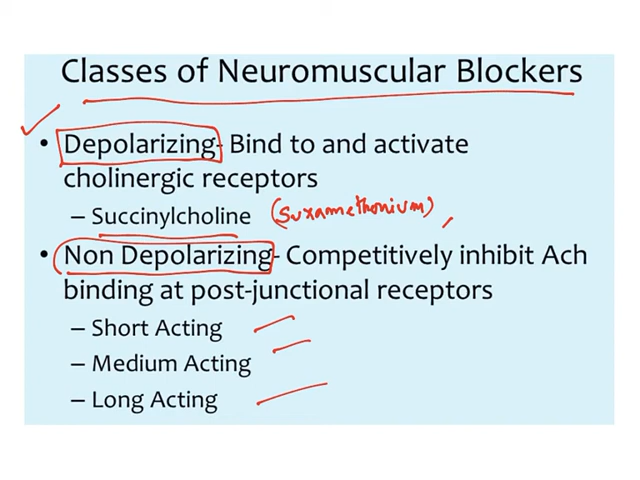 Classes of Neuromuscular Blockers
• Depolarizing- Bind to and activate
cholinergic receptors
– Succinylcholine (Suxamethonium)
• Non Depolarizing- Competitively inhibit Ach
binding at post-junctional receptors
– Short Acting
– Medium Acting
– Long Acting